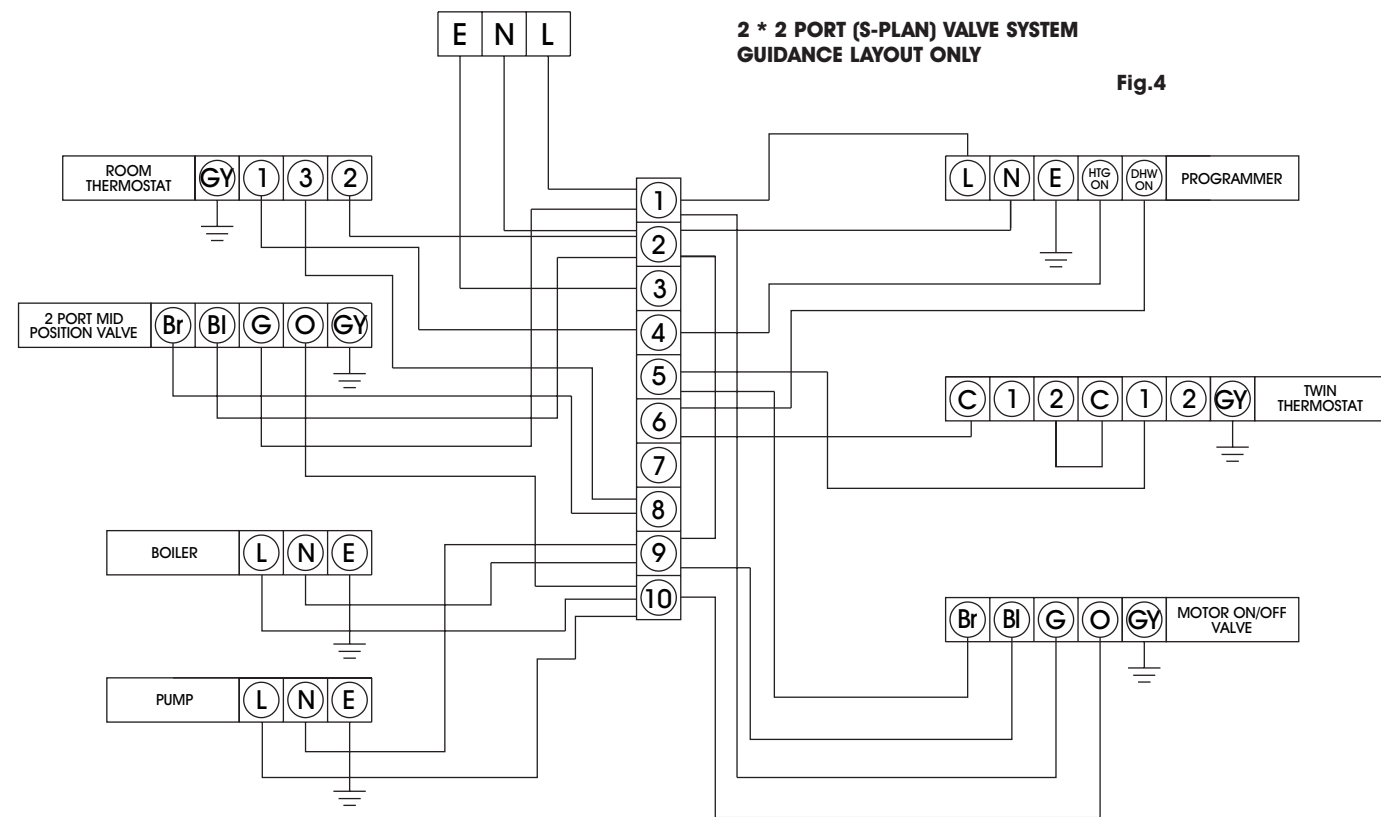 E N L
2 * 2 PORT (S-PLAN) VALVE SYSTEM
GUIDANCE LAYOUT ONLY
Fig.4
ROOM
THERMOSTAT
GY 1 3 2
L N E HTG
ON DHW
ON PROGRAMMER
2 PORT MID
POSITION VALVE
Br Bl G O GY
1
2
3
4
5
6
7
8
9
10
C 1 2 C 1 2 GY
TWIN
THERMOSTAT
BOILER L N E
Br Bl G O GY
MOTOR ON/OFF
VALVE
PUMP L N E